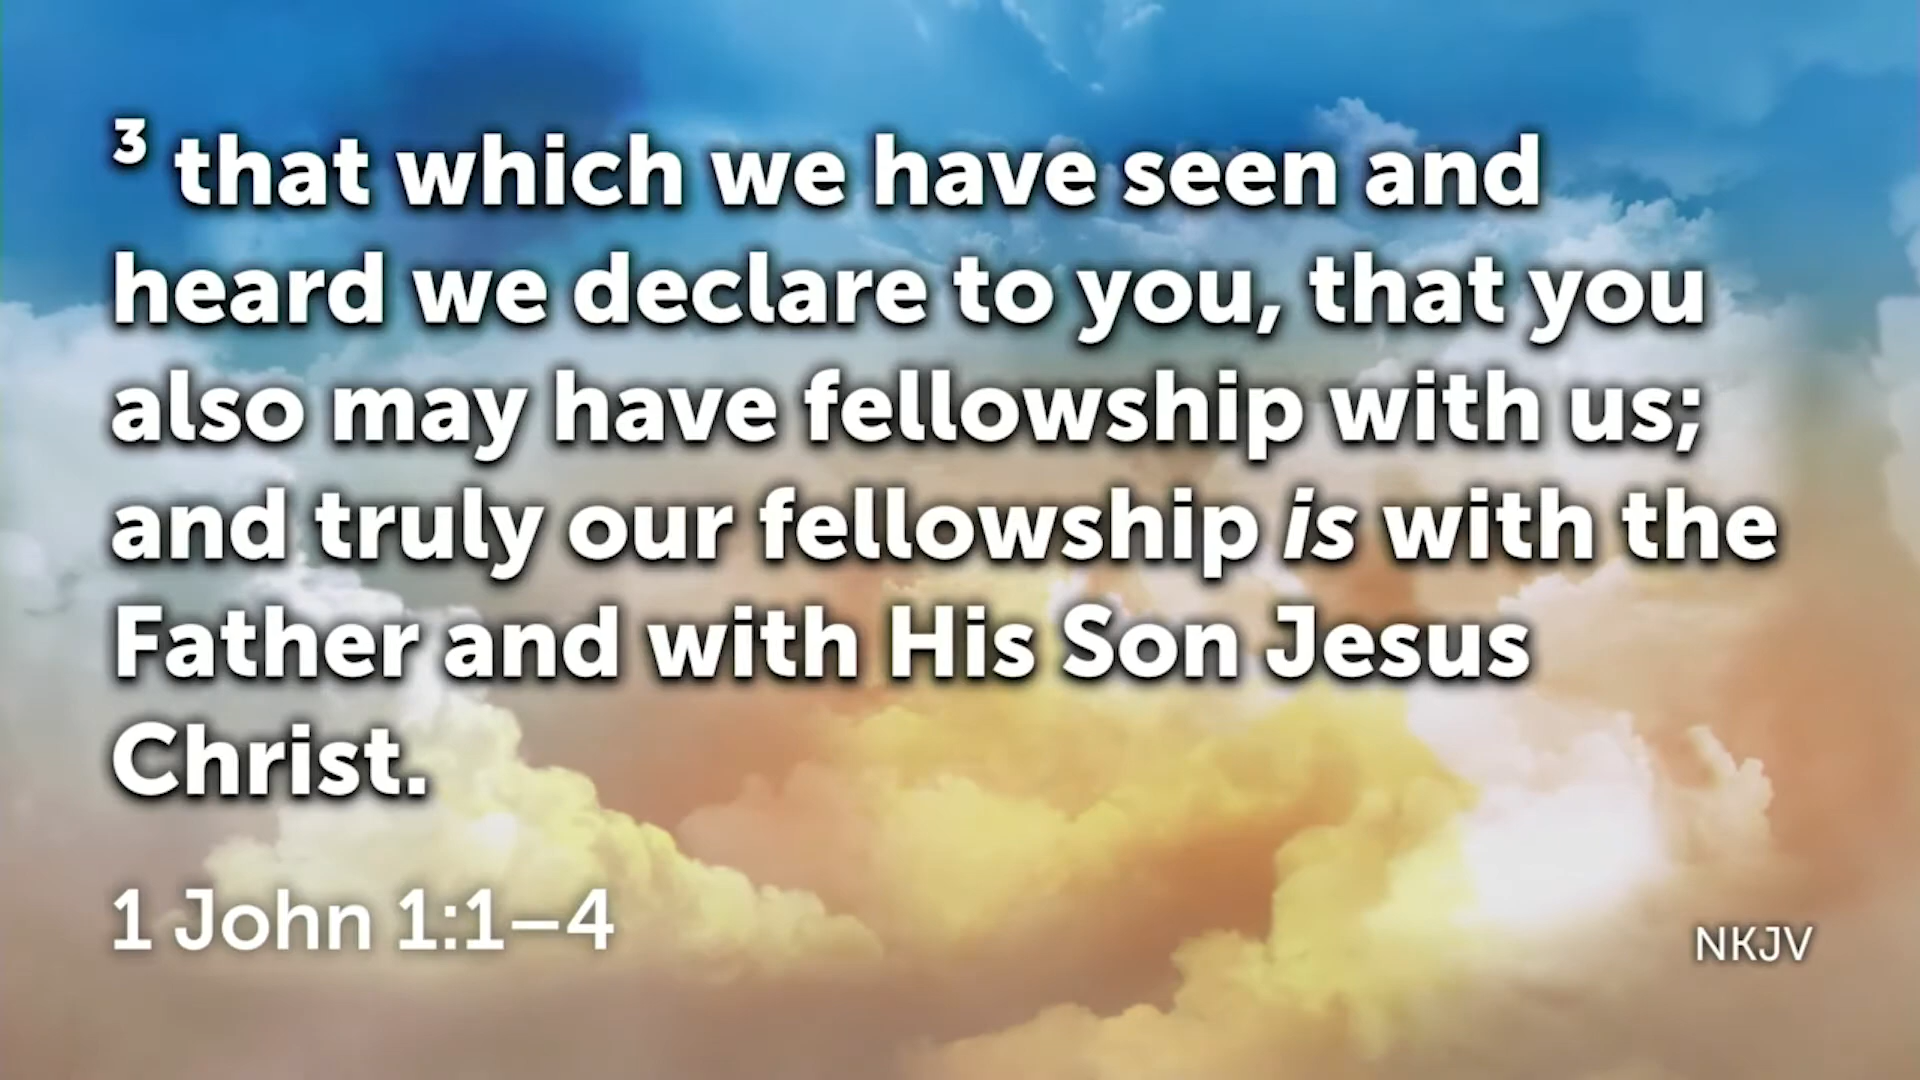 ³ that which we have seen and
heard we declare to you, that you
also may have fellowship with us;
and truly our fellowship is with the
Father and with His Son Jesus
Christ.
1 John 1:1–4
NKJV